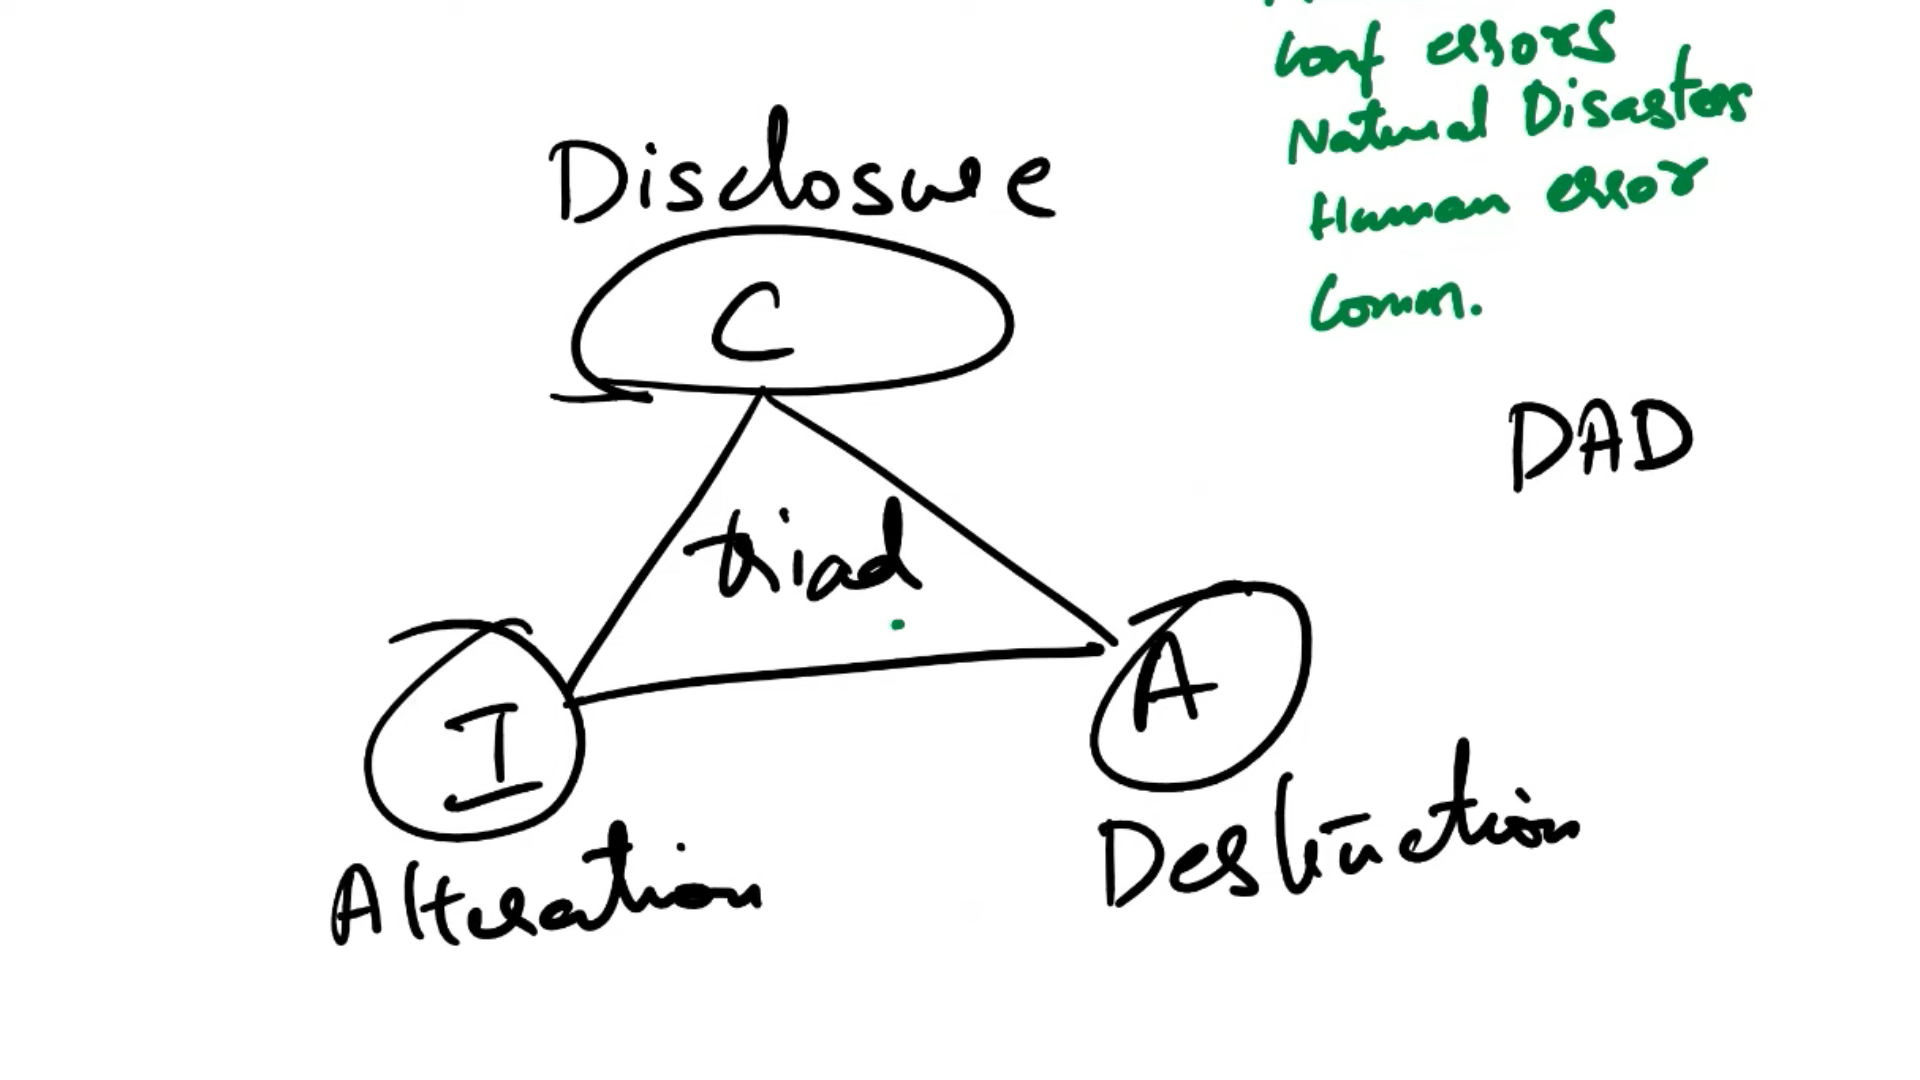 conf errors
Natural Disasters
Human error
Comm.
Disclosure
C
DAD
triad
I
A
Alteration
Destruction